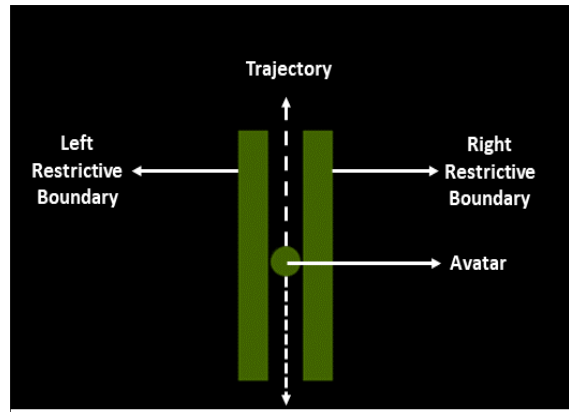 Trajectory
Left
Restrictive
Boundary
Right
Restrictive
Boundary
Avatar